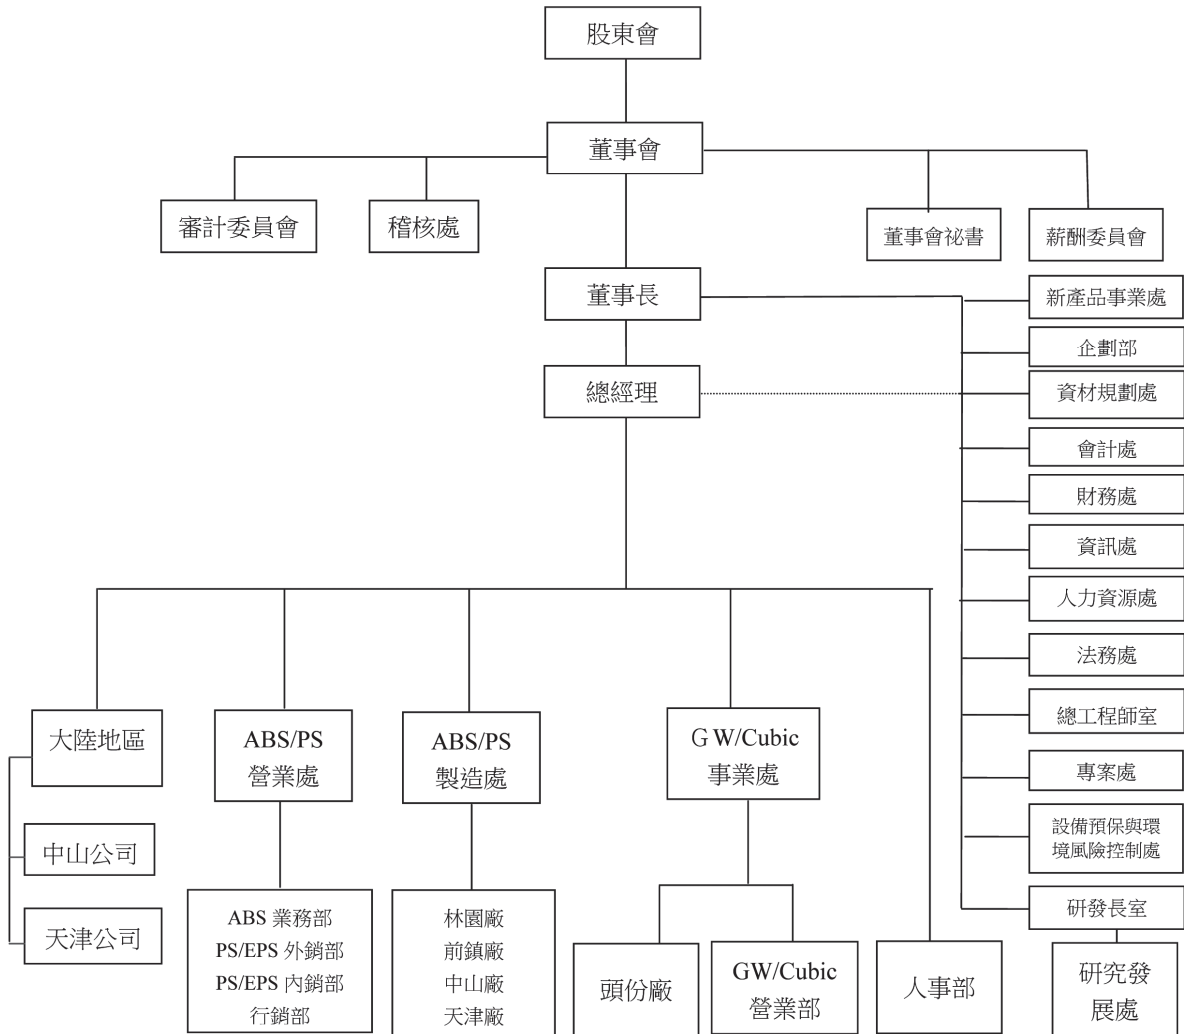 股東會
董事會
審計委員會
稽核處
董事會祕書
薪酬委員會
董事長
新產品事業處
企劃部
總經理
資材規劃處
會計處
財務處
資訊處
人力資源處
法務處
總工程師室
專案處
設備預保與環
境風險控制處
研發長室
研究發
展處
大陸地區
中山公司
天津公司
ABS/PS
營業處
ABS 業務部
PS/EPS 外銷部
PS/EPS 內銷部
行銷部
ABS/PS
製造處
林園廠
前鎮廠
中山廠
天津廠
GW/Cubic
事業處
頭份廠
GW/Cubic
營業部
人事部